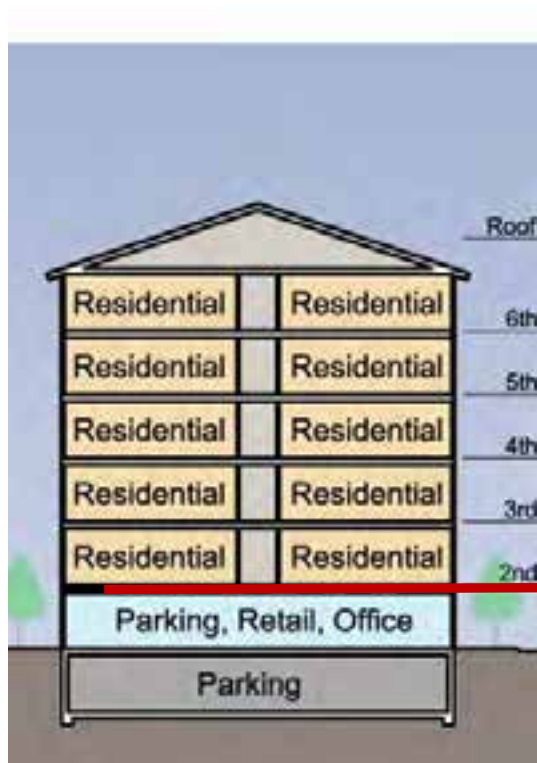 Roof
Residential Residential
6th
Residential Residential
5th
Residential Residential
4th
Residential Residential
3rd
Residential Residential
2nd
Parking, Retail, Office
Parking